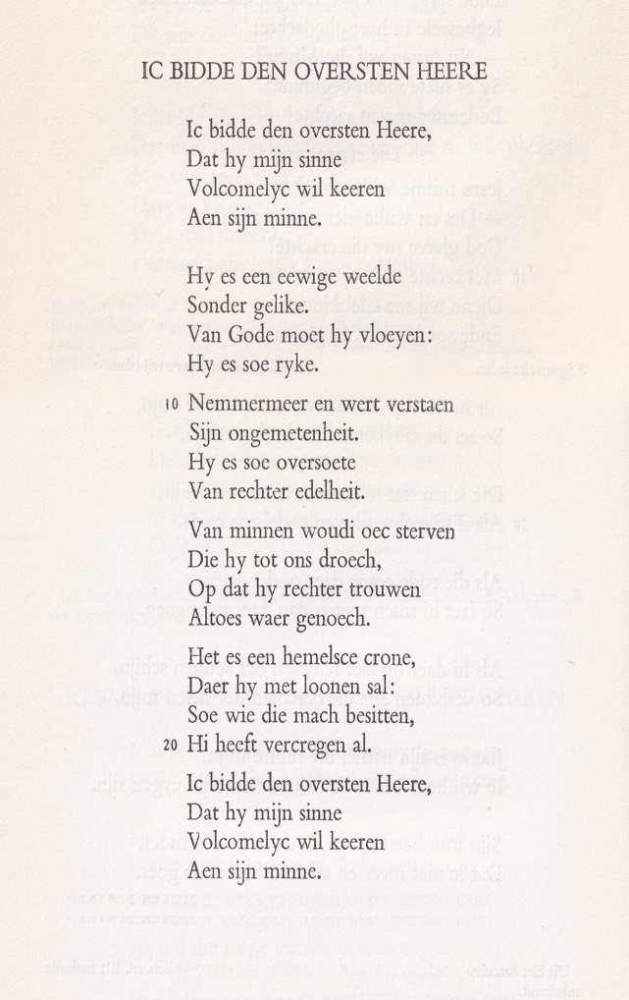 IC BIDDE DEN OVERSTEN HEERE
Ic bidde den oversten Heere,
Dat hy mijn sinne
Volcomelyc wil keeren
Aen sijn minne.
Hy es een eewige weelde
Sonder gelike.
Van Gode moet hy vloeyen:
Hy es soe ryke.
10 Nemmermeer en wert verstaen
Sijn ongemetenheit.
Hy es soe oversoete
Van rechter edelheit.
Van minnen woudi oec sterven
Die hy tot ons droech,
Op dat hy rechter trouwen
Altoes waer genoech.
Het es een hemelsce crone,
Daer hy met loonen sal:
Soe wie die mach besitten,
20 Hi heeft vercregen al.
Ic bidde den oversten Heere,
Dat hy mijn sinne
Volcomelyc wil keeren
Aen sijn minne.